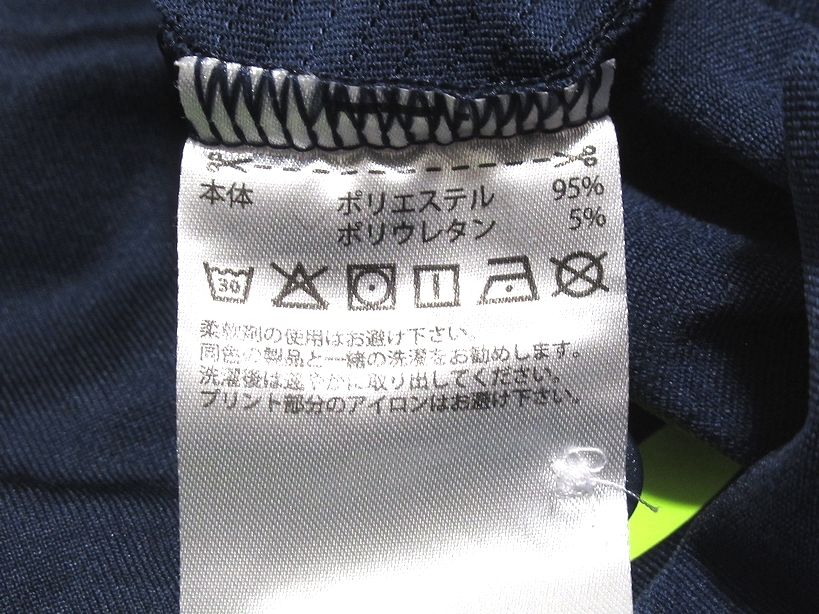 本体 ポリエステル 95%
ポリウレタン 5%
30
柔軟剤の使用はお避け下さい。
同色の製品と一緒の洗濯をお勧めします。
洗濯後は速やかに取り出してください。
プリント部分のアイロンはお避け下さい。